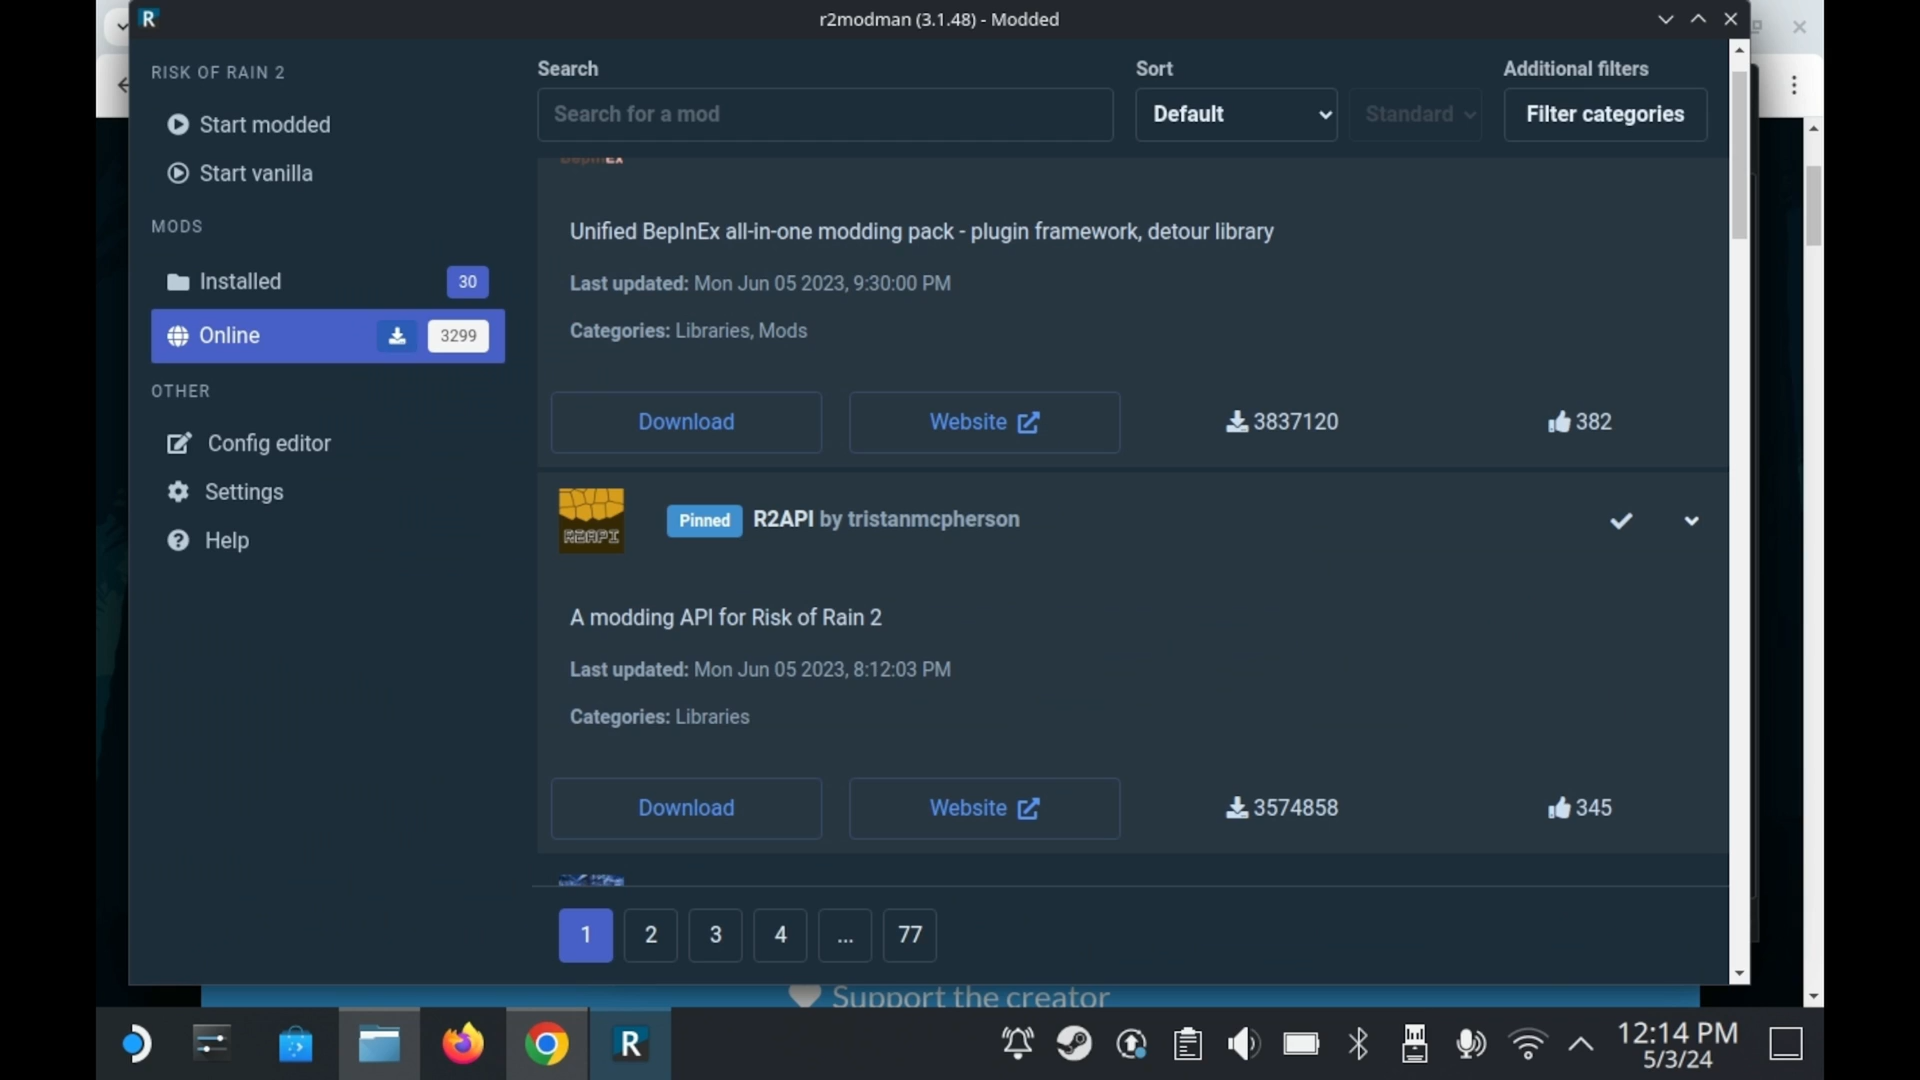 r2modman (3.1.48) - Modded
RISK OF RAIN 2
Start modded
Start vanilla
MODS
Installed 30
Online 3299
OTHER
Config editor
Settings
Help
Search
Search for a mod
Sort
Default
Standard
Additional filters
Filter categories
BepInEx
Unified BepInEx all-in-one modding pack - plugin framework, detour library
Last updated: Mon Jun 05 2023, 9:30:00 PM
Categories: Libraries, Mods
Download Website 3837120 382
R2API
Pinned R2API by tristanmcpherson
A modding API for Risk of Rain 2
Last updated: Mon Jun 05 2023, 8:12:03 PM
Categories: Libraries
Download Website 3574858 345
1 2 3 4 ... 77
Support the creator
12:14 PM
5/3/24